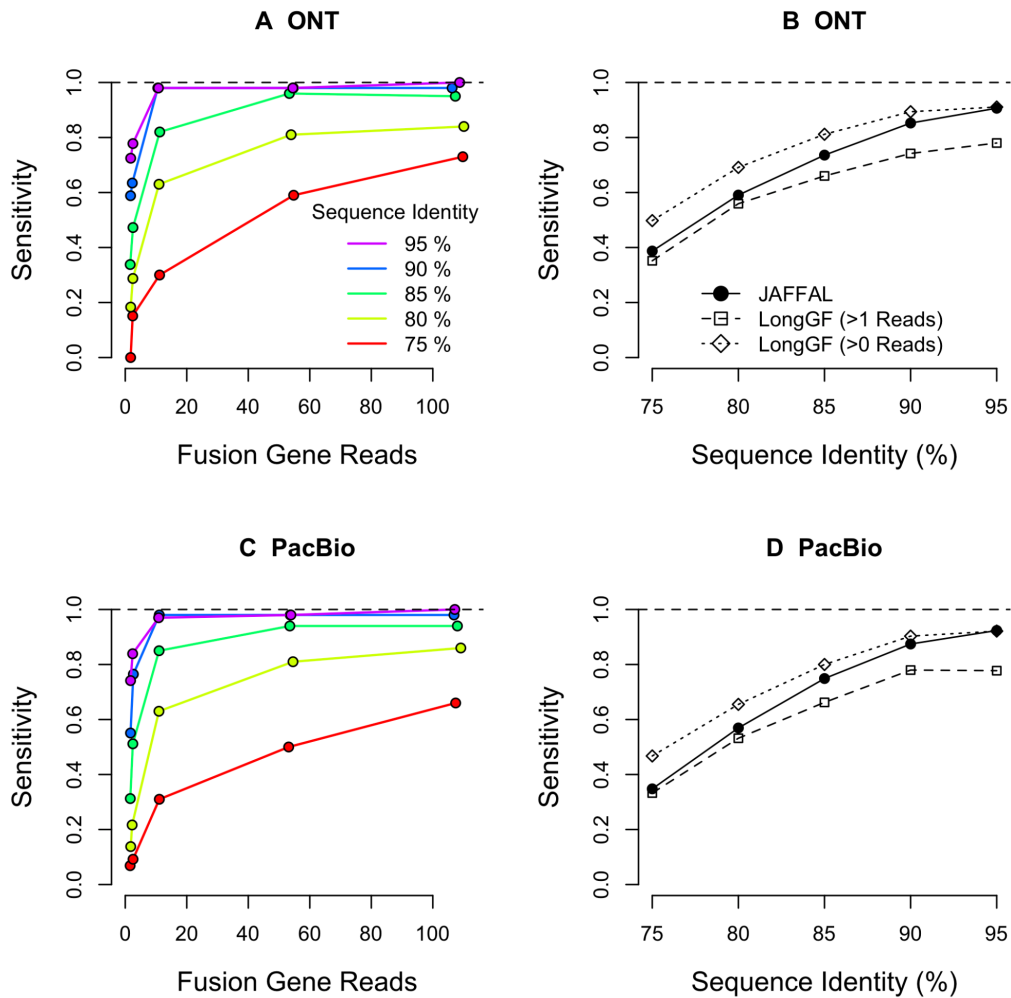 A ONT
Sensitivity
0.0 0.2 0.4 0.6 0.8 1.0
Sequence Identity
95 %
90 %
85 %
80 %
75 %
0 20 40 60 80 100
Fusion Gene Reads
B ONT
Sensitivity
0.0 0.2 0.4 0.6 0.8 1.0
JAFFAL
LongGF (>1 Reads)
LongGF (>0 Reads)
75 80 85 90 95
Sequence Identity (%)
C PacBio
Sensitivity
0.0 0.2 0.4 0.6 0.8 1.0
0 20 40 60 80 100
Fusion Gene Reads
D PacBio
Sensitivity
0.0 0.2 0.4 0.6 0.8 1.0
75 80 85 90 95
Sequence Identity (%)